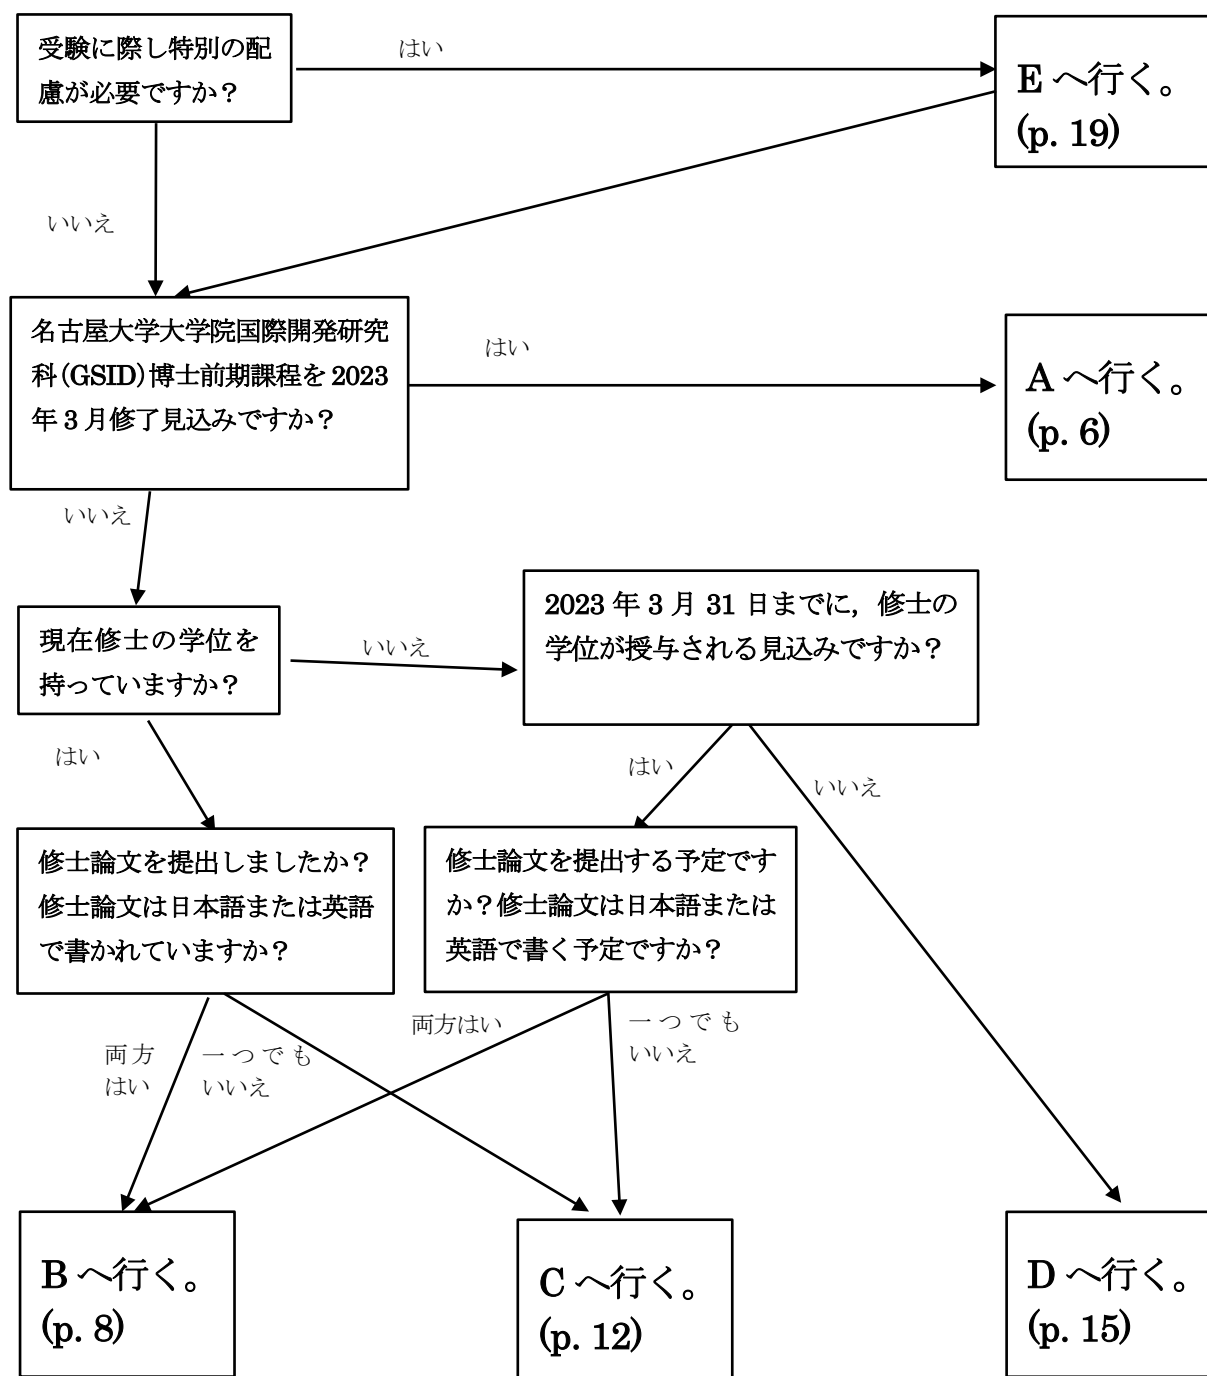 受験に際し特別の配
慮が必要ですか？
はい
E へ行く。
(p. 19)
いいえ
名古屋大学大学院国際開発研究
科（GSID）博士前期課程を 2023
年 3 月修了見込みですか？
はい
A へ行く。
(p. 6)
いいえ
現在修士の学位を
持っていますか？
いいえ
2023 年 3 月 31 日までに，修士の
学位が授与される見込みですか？
はい
はい
いいえ
修士論文を提出しましたか？
修士論文は日本語または英語
で書かれていますか？
修士論文を提出する予定です
か？修士論文は日本語または
英語で書く予定ですか？
両方
はい
一つでも
いいえ
両方はい
一つでも
いいえ
B へ行く。
(p. 8)
C へ行く。
(p. 12)
D へ行く。
(p. 15)